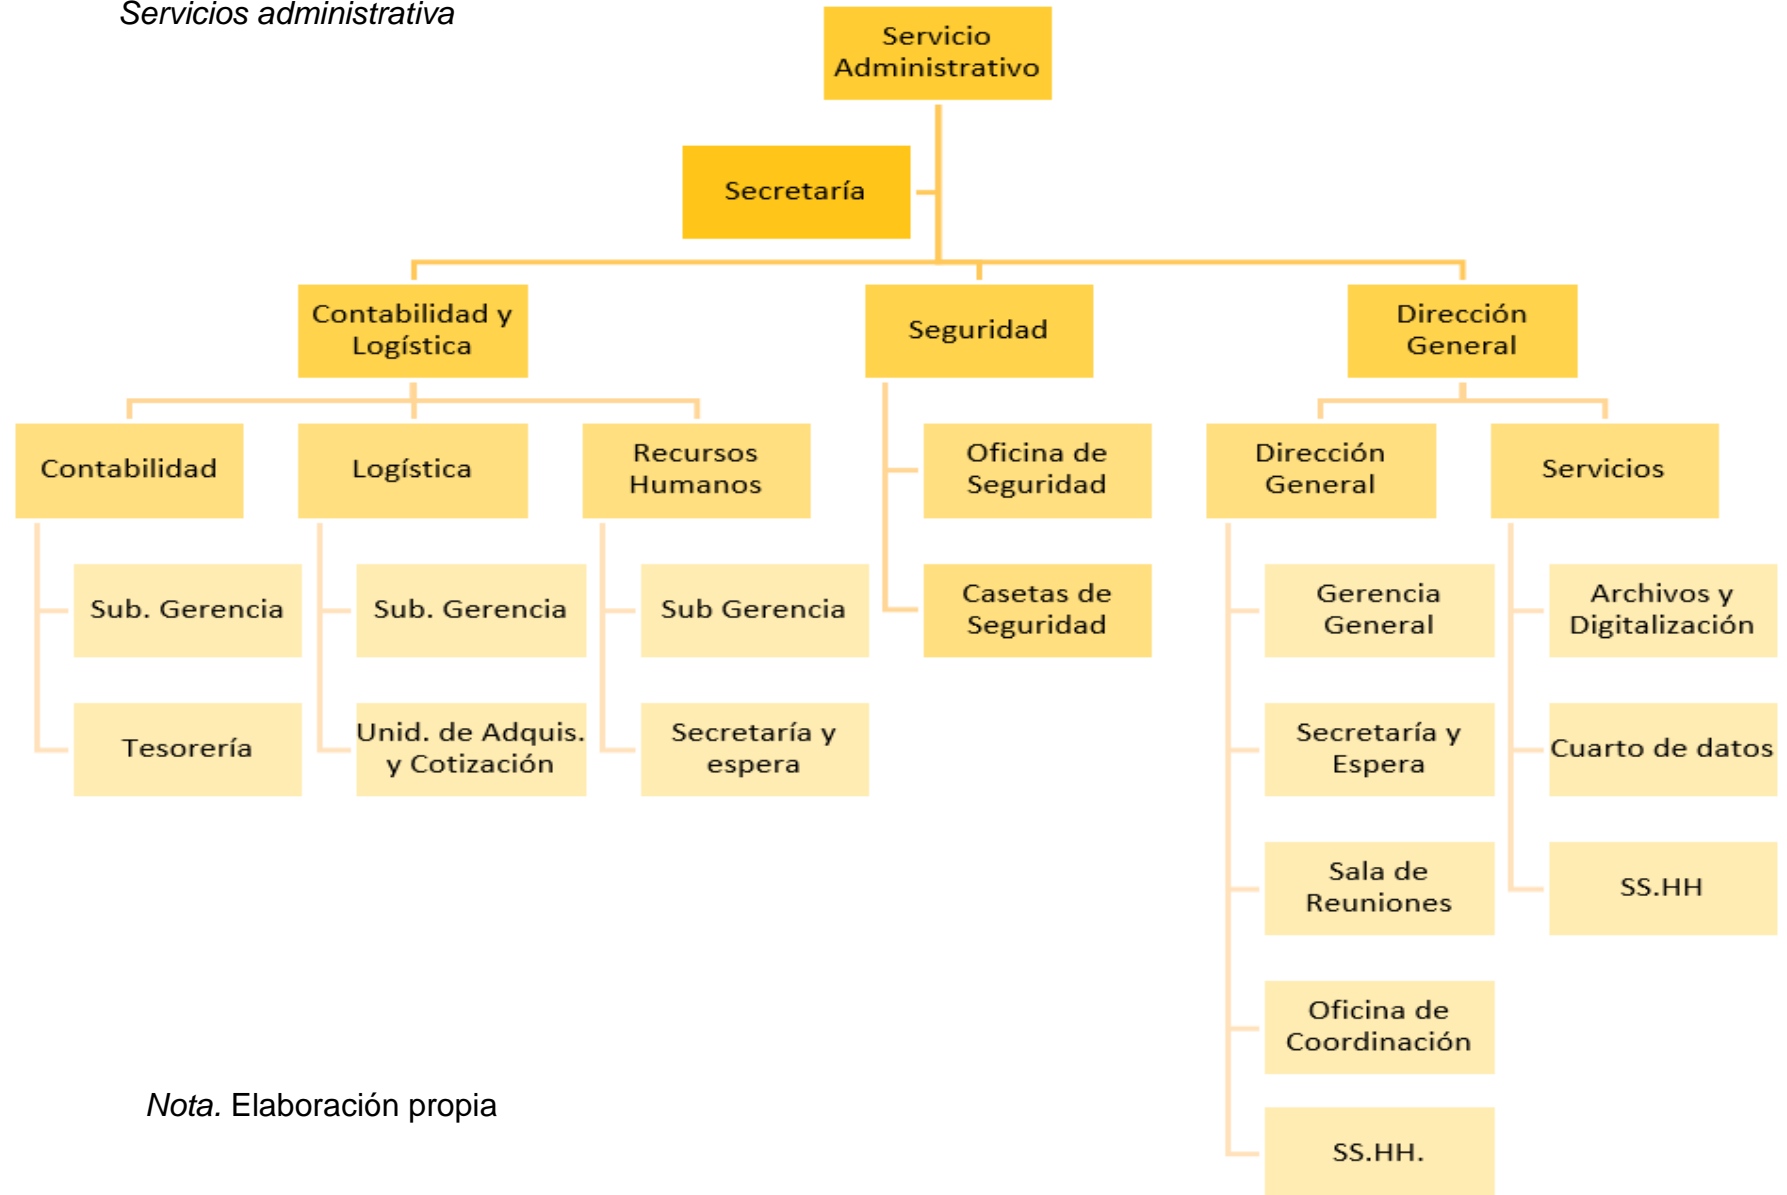 Servicios administrativa
Servicio
Administrativo
Secretaría
Contabilidad y
Logística
Seguridad
Dirección
General
Contabilidad
Logística
Recursos
Humanos
Oficina de
Seguridad
Dirección
General
Servicios
Sub. Gerencia
Sub. Gerencia
Sub Gerencia
Casetas de
Seguridad
Gerencia
General
Archivos y
Digitalización
Tesorería
Unid. de Adquis.
y Cotización
Secretaría y
espera
Secretaría y
Espera
Cuarto de datos
Sala de
Reuniones
SS.HH
Oficina de
Coordinación
SS.HH.
Nota. Elaboración propia